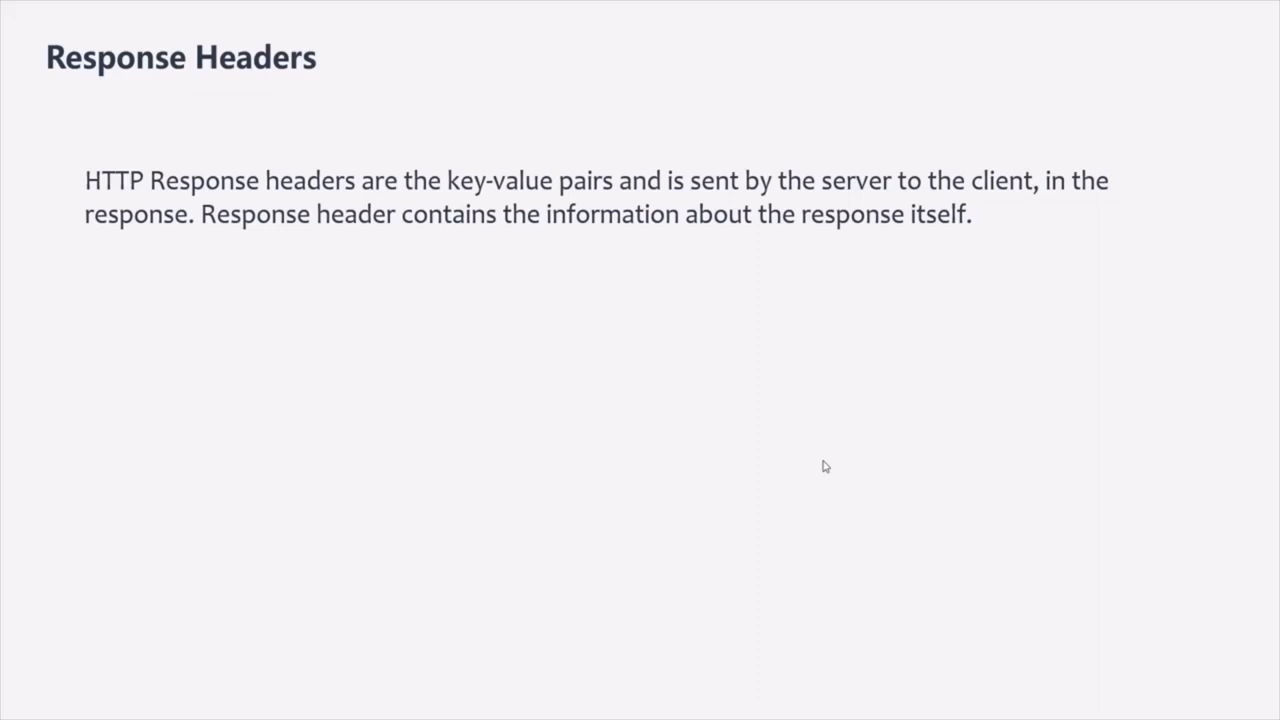 Response Headers
HTTP Response headers are the key-value pairs and is sent by the server to the client, in the
response. Response header contains the information about the response itself.